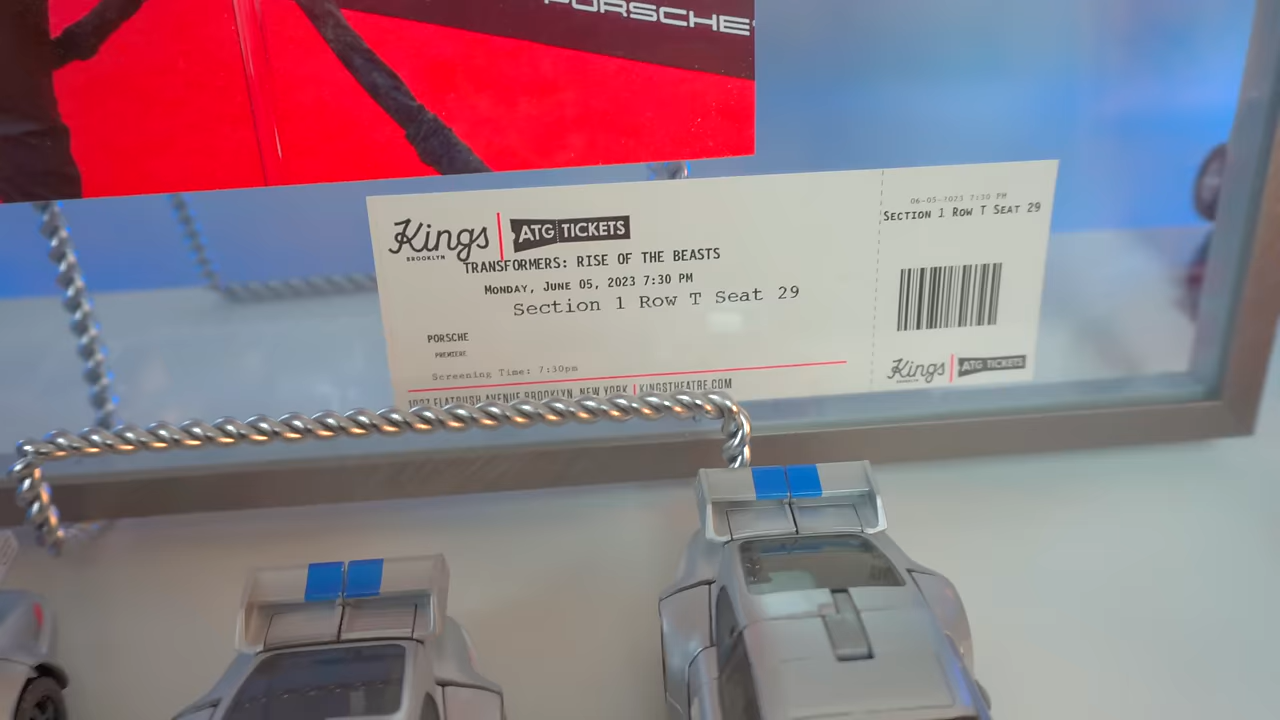 PORSCHE
Kings
BROOKLYN
ATG TICKETS
TRANSFORMERS: RISE OF THE BEASTS
MONDAY, JUNE 05, 2023 7:30 PM
Section 1 Row T Seat 29
PORSCHE
PREMIERE
Screening Time: 7:30pm
1027 FLATBUSH AVENUE BROOKLYN, NEW YORK | KINGSTHEATRE.COM
06-05-2023 7:30 PM
SECTION 1 ROW T SEAT 29
Kings
BROOKLYN
ATG TICKETS